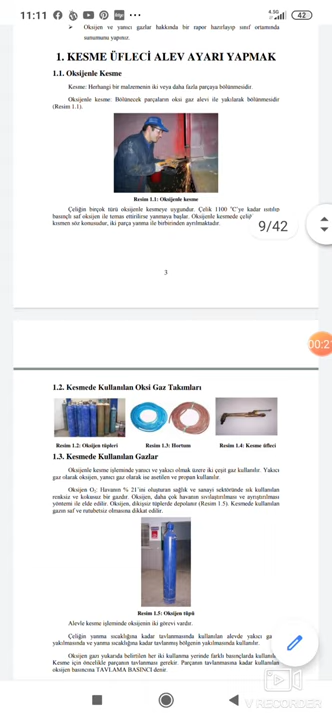 11:11
4.5G
42
➢ Oksijen ve yanıcı gazlar hakkında bir rapor hazırlayıp sınıf ortamında
sunumunu yapınız.
1. KESME ÜFLECİ ALEV AYARI YAPMAK
1.1. Oksijenle Kesme
Kesme: Herhangi bir malzemenin iki veya daha fazla parçaya bölünmesidir.
Oksijenle kesme: Bölünecek parçaların oksi gaz alevi ile yakılarak bölünmesidir
(Resim 1.1).
Resim 1.1: Oksijenle kesme
Çeliğin birçok türü oksijenle kesmeye uygundur. Çelik 1100 °C'ye kadar ısıtılıp
basınçlı saf oksijen ile temas ettirilirse yanmaya başlar. Oksijenle kesmede çeliğ
kısmen söz konusudur, iki parça yanma ile birbirinden ayrılmaktadır.
9/42
3
00:2
1.2. Kesmede Kullanılan Oksi Gaz Takımları
Resim 1.2: Oksijen tüpleri Resim 1.3: Hortum Resim 1.4: Kesme üfleci
1.3. Kesmede Kullanılan Gazlar
Oksijenle kesme işleminde yanıcı ve yakıcı olmak üzere iki çeşit gaz kullanılır. Yakıcı
gaz olarak oksijen, yanıcı gaz olarak ise asetilen ve propan kullanılır.
Oksijen O₂: Havanın % 21'ini oluşturan sağlık ve sanayi sektöründe sık kullanılan
renksiz ve kokusuz bir gazdır. Oksijen, daha çok havanın sıvılaştırılması ve ayrıştırılması
yöntemi ile elde edilir. Oksijen, dikişsiz tüplerde depolanır (Resim 1.5). Kesmede kullanılan
gazın saf ve rutubetsiz olmasına dikkat edilir.
Resim 1.5: Oksijen tüpü
Alevle kesme işleminde oksijenin iki görevi vardır.
Çeliğin yanma sıcaklığına kadar tavlanmasında kullanılan alevde yakıcı ga
yakılmasında ve yanma sıcaklığına kadar tavlanmış bölgenin yakılmasında kullanılır.
Oksijen gazı yukarıda belirtilen her iki kullanma yerinde farklı basınçlarda kullanılı
Kesme için öncelikle parçanın tavlanması gerekir. Parçanın tavlanmasına kadar kullanılan
oksijen basıncına TAVLAMA BASINCI denir.
V RECORDER